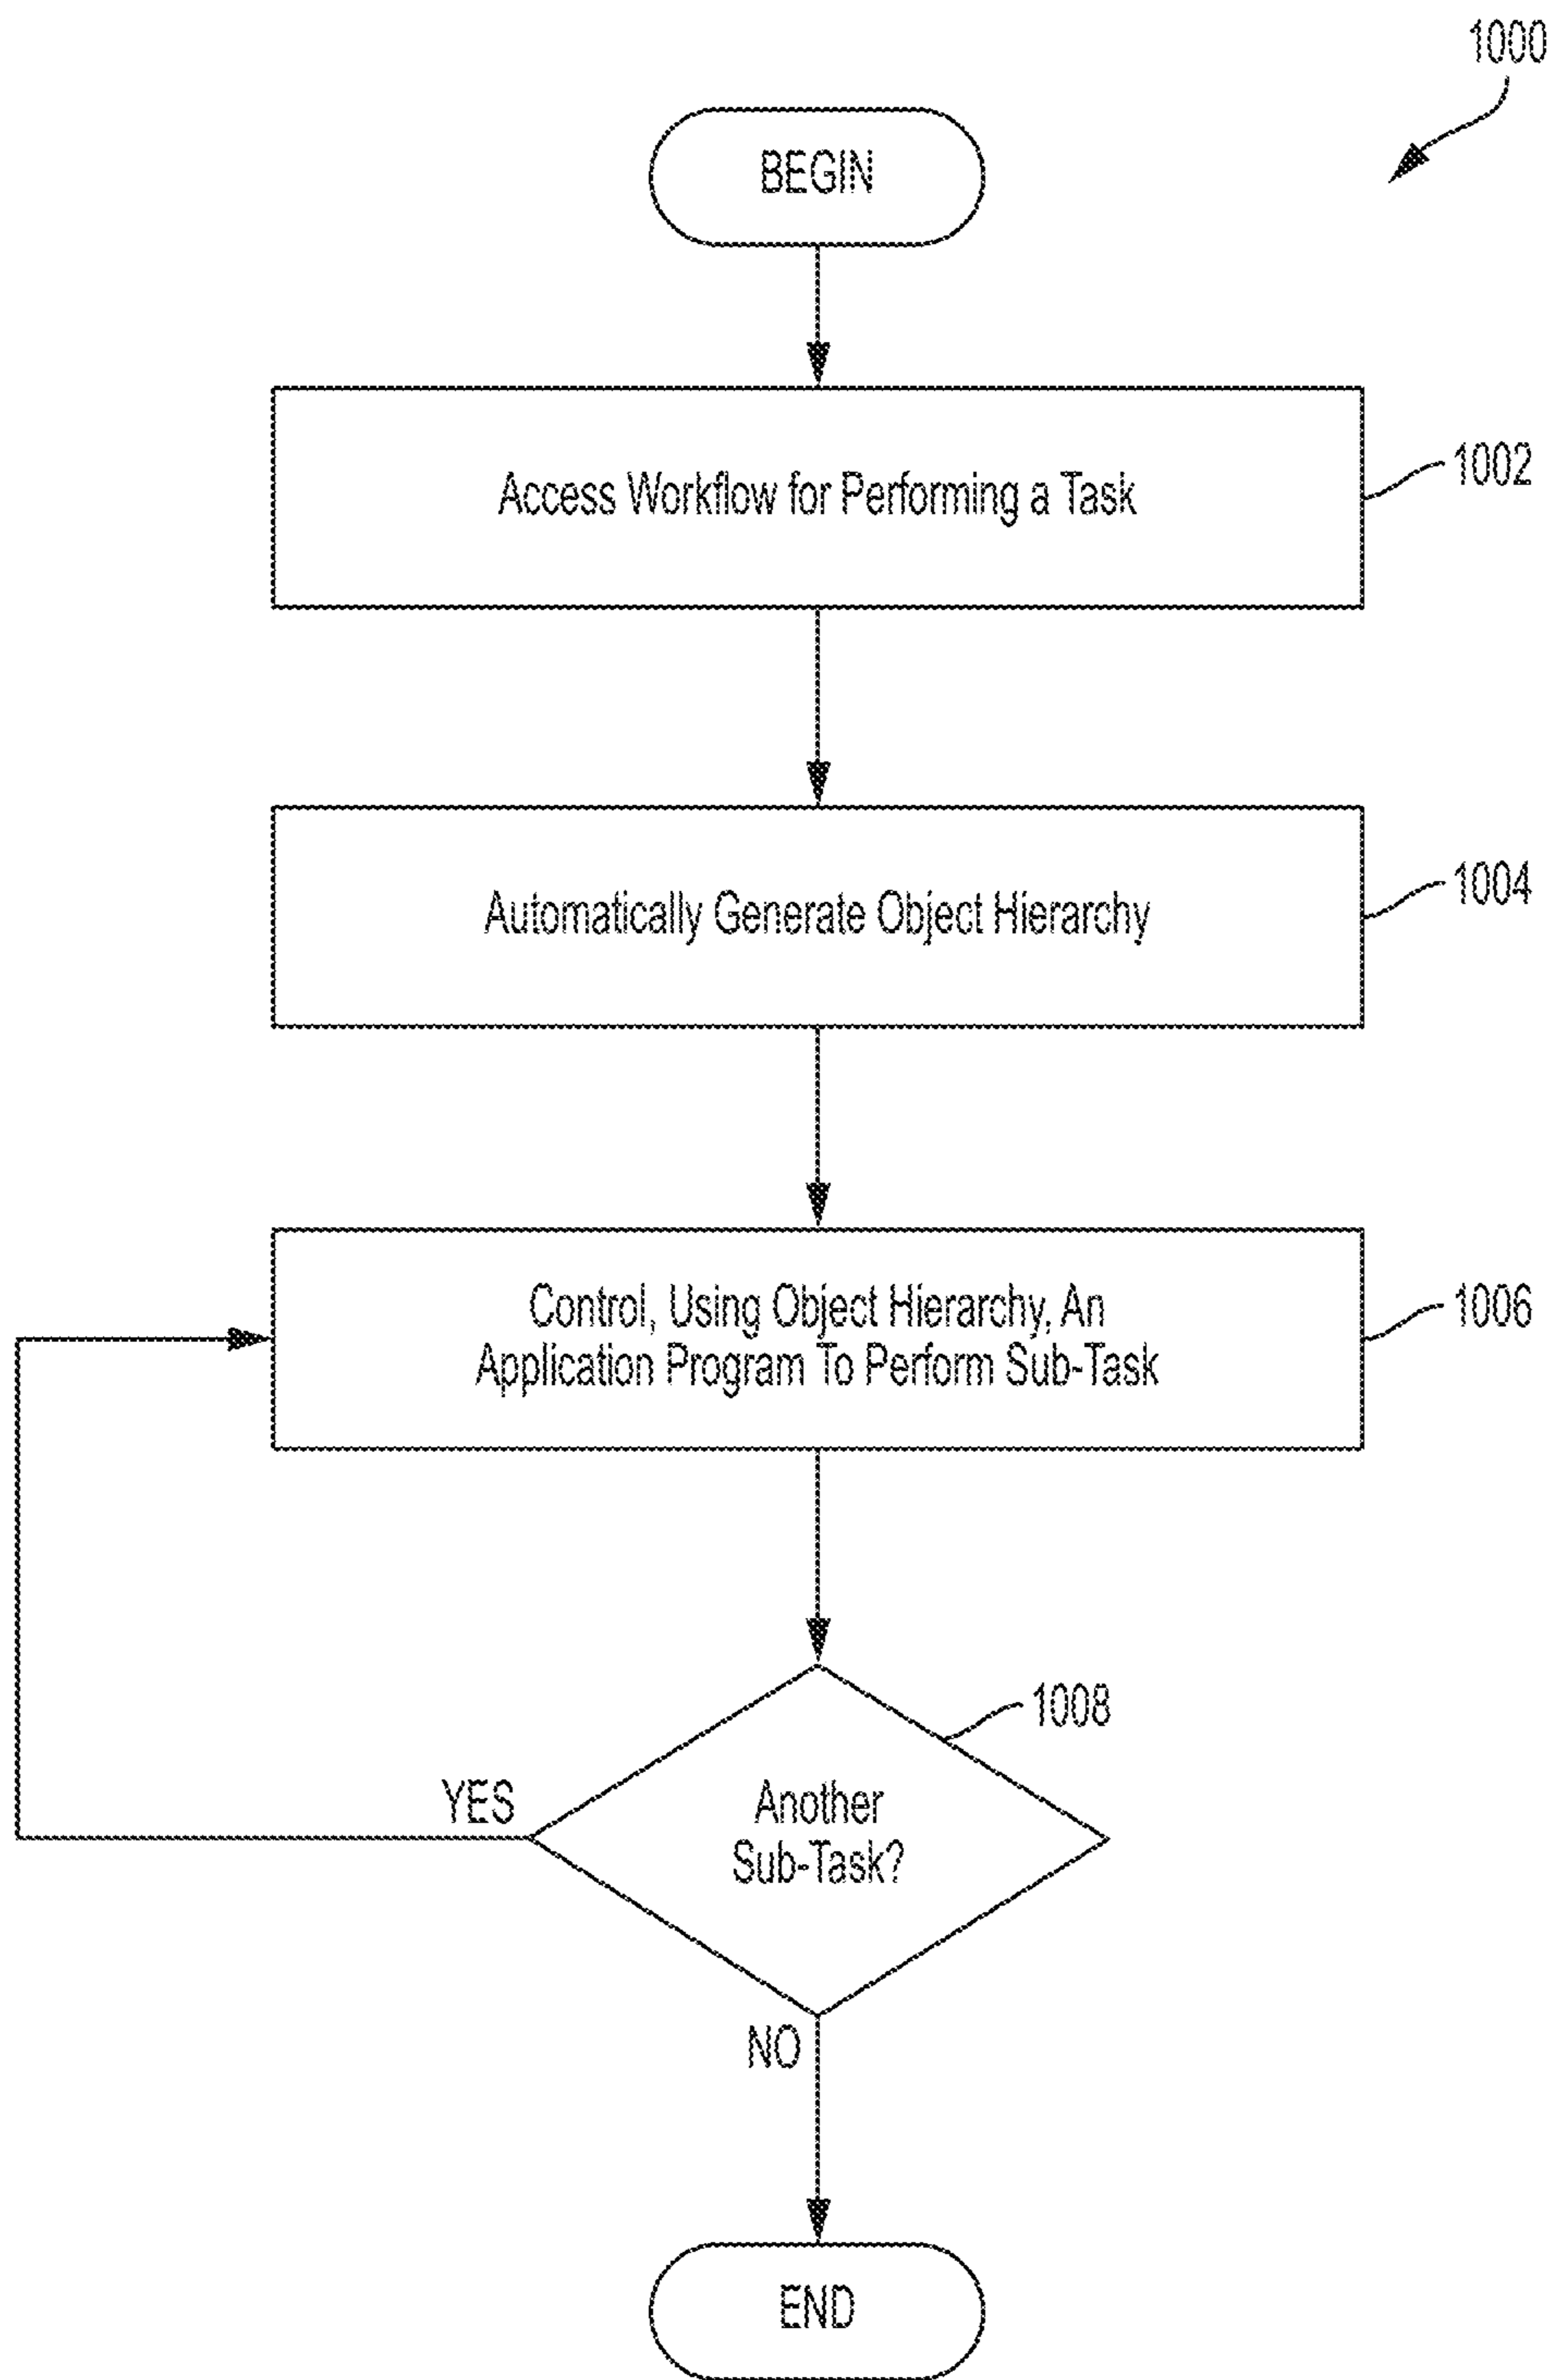 1000
BEGIN
Access Workflow for Performing a Task
1002
Automatically Generate Object Hierarchy
1004
Control, Using Object Hierarchy, An
Application Program To Perform Sub-Task
1006
1008
Another
Sub-Task?
YES
NO
END